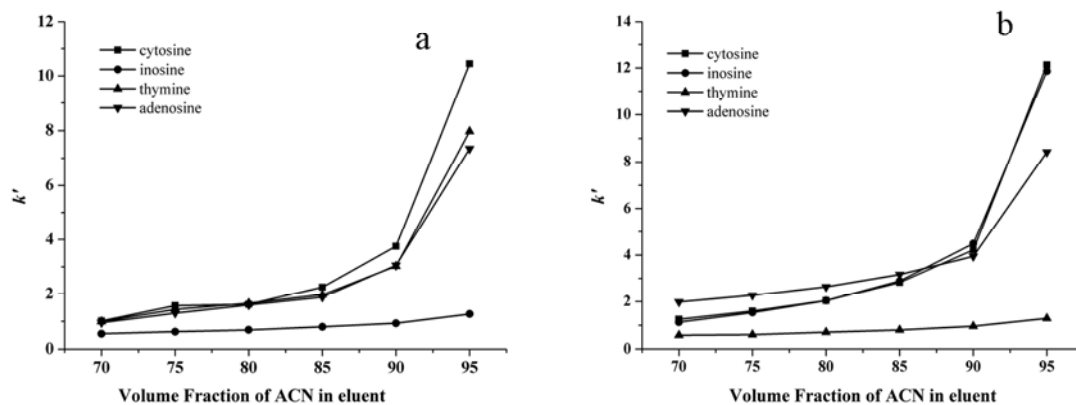 a
12
10
8
6
4
2
0
k'
cytosine
inosine
thymine
adenosine
70 75 80 85 90 95
Volume Fraction of ACN in eluent
b
14
12
10
8
6
4
2
0
k'
cytosine
inosine
thymine
adenosine
70 75 80 85 90 95
Volume Fraction of ACN in eluent